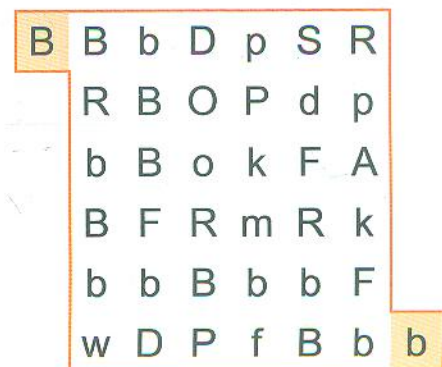 B B b D p S R
R B O P d p
b B o k F A
B F R m R k
b b B b b F
w D P f B b b